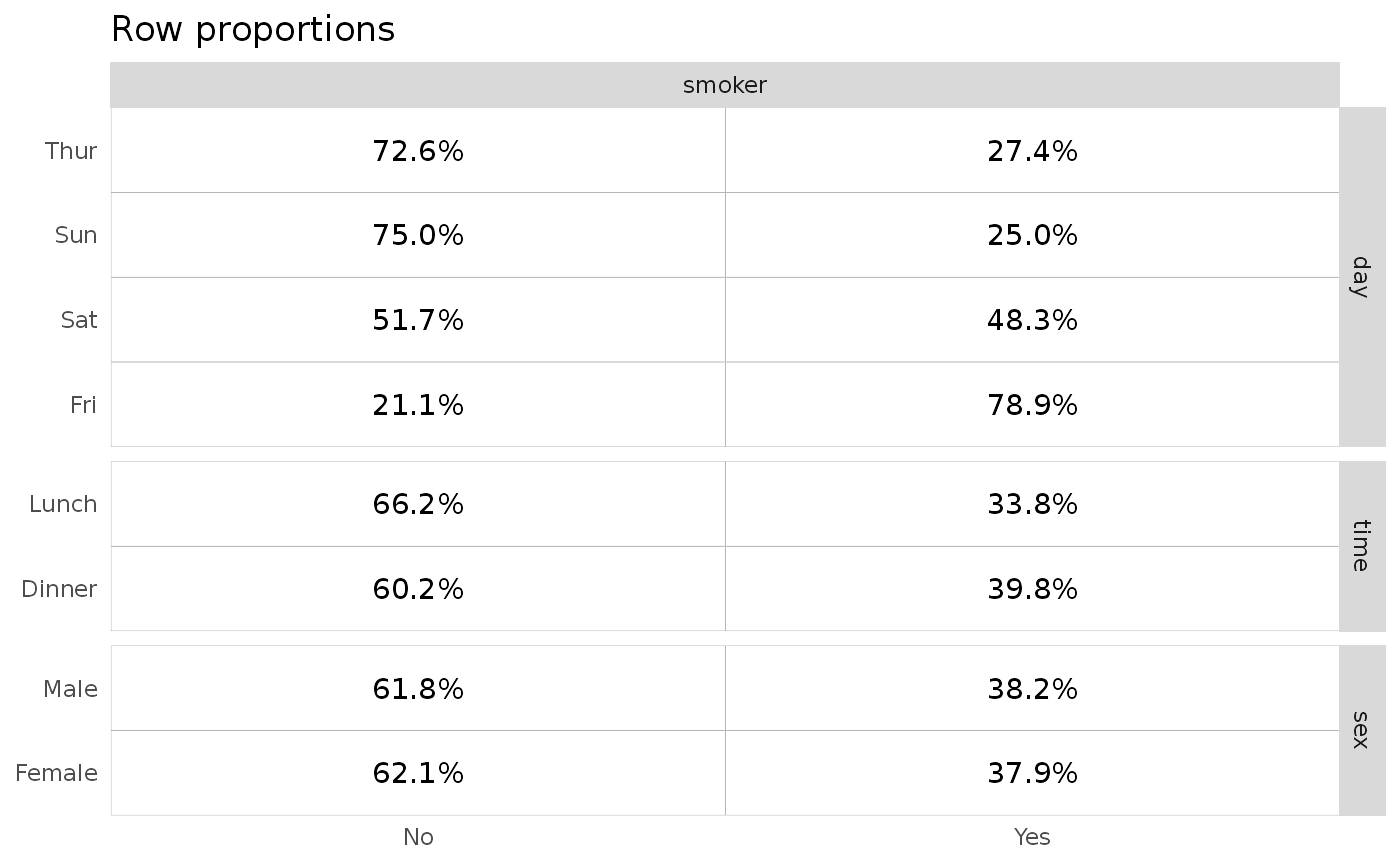 Row proportions
smoker
Thur 72.6% 27.4%
Sun 75.0% 25.0%
Sat 51.7% 48.3%
Fri 21.1% 78.9%
day
Lunch 66.2% 33.8%
Dinner 60.2% 39.8%
time
Male 61.8% 38.2%
Female 62.1% 37.9%
sex
No Yes